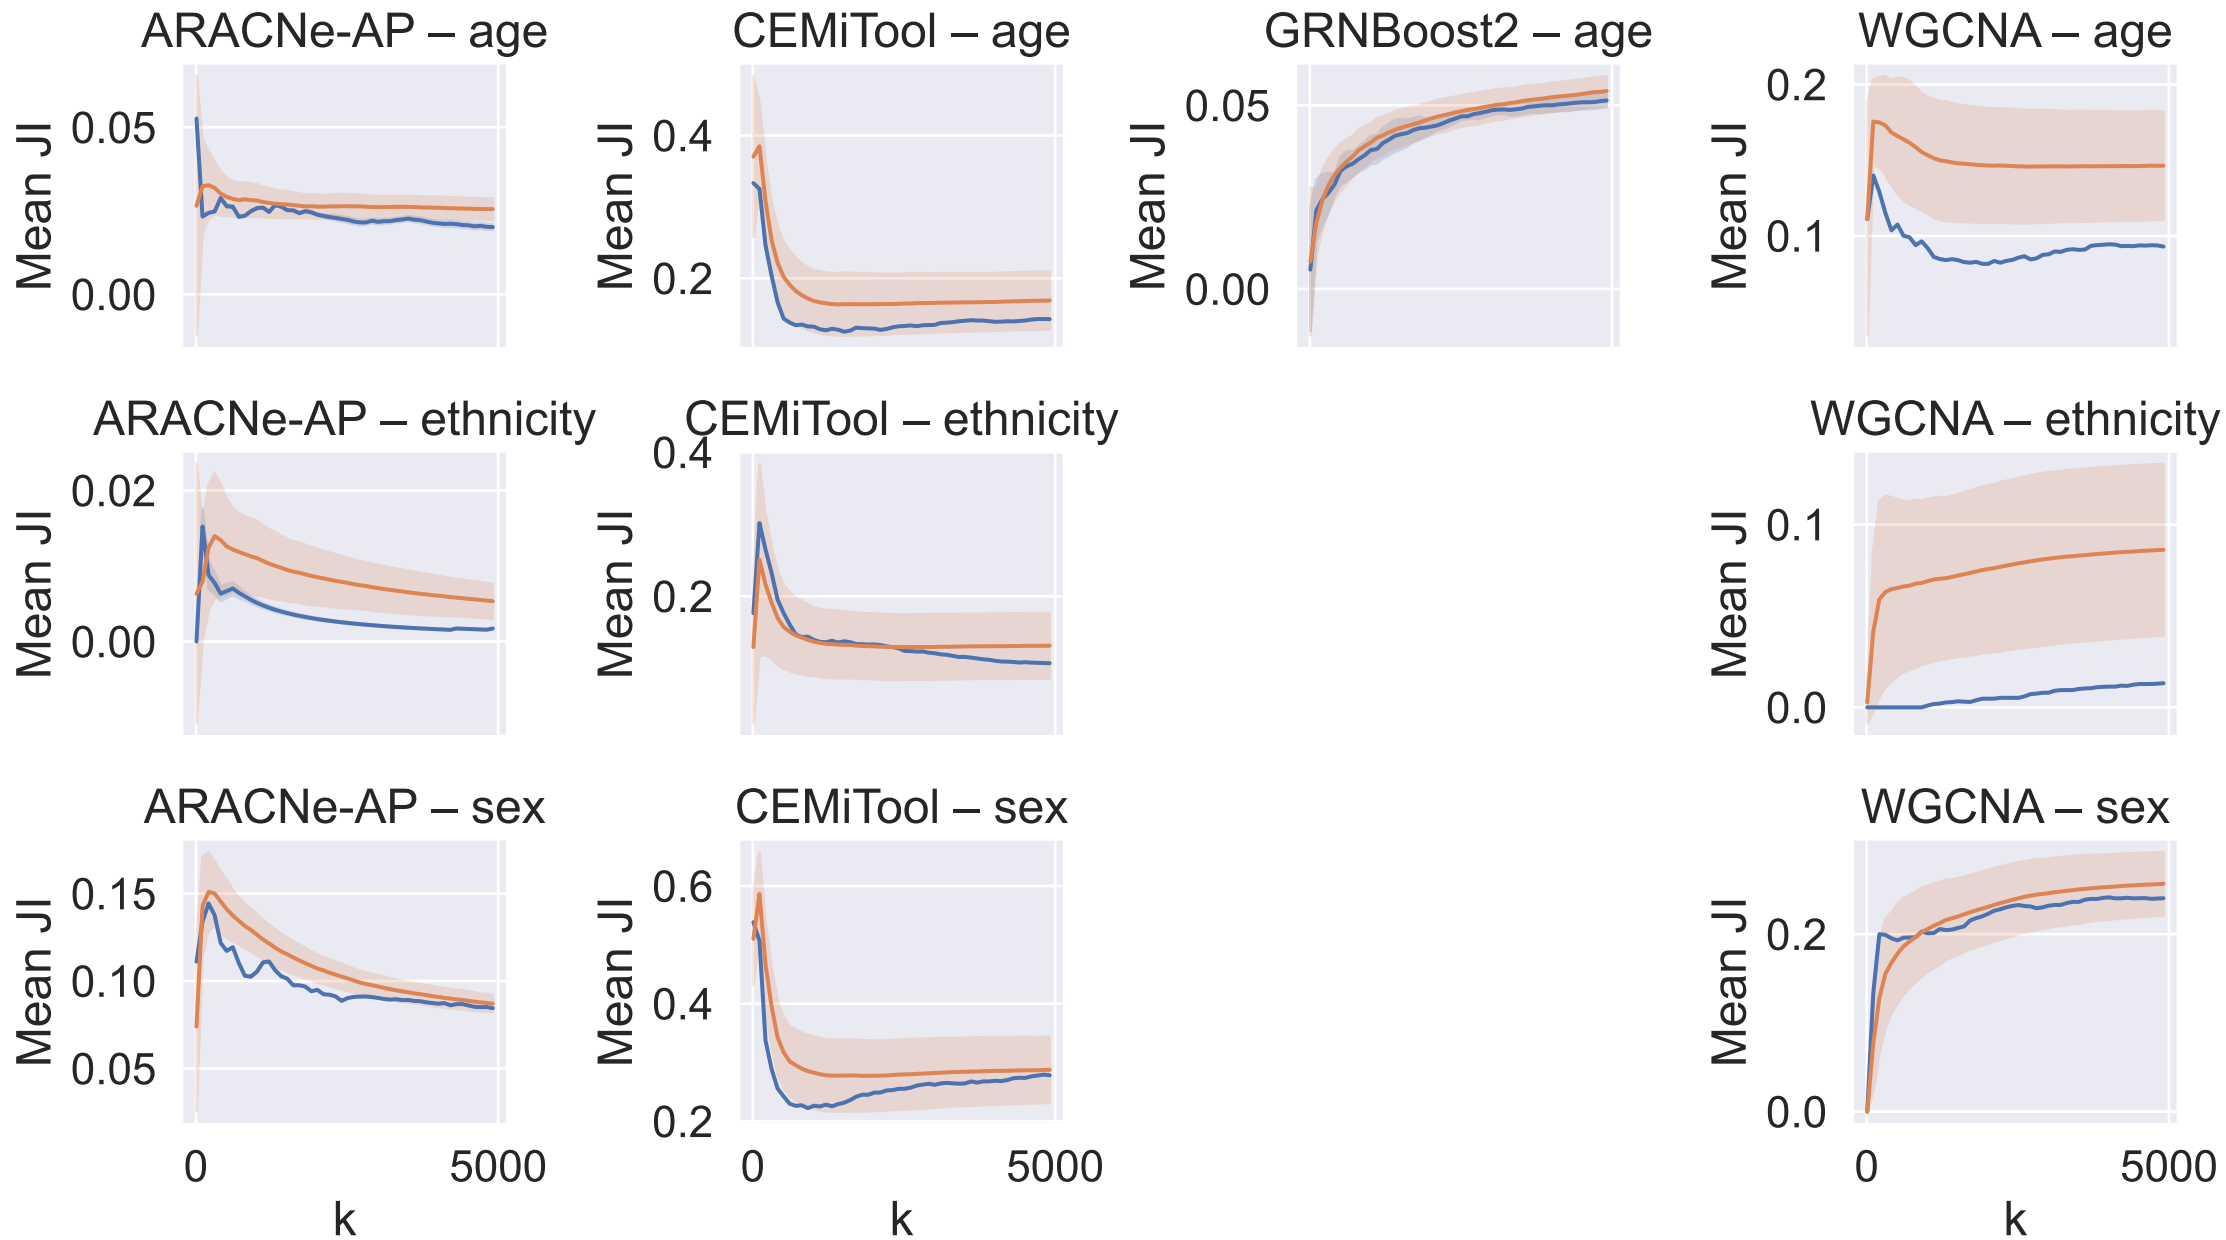 ARACNe-AP – age
CEMiTool – age
GRNBoost2 – age
WGCNA – age
Mean JI
0.05
0.00
Mean JI
0.4
0.2
Mean JI
0.05
0.00
Mean JI
0.2
0.1
ARACNe-AP – ethnicity
CEMiTool – ethnicity
WGCNA – ethnicity
Mean JI
0.02
0.00
Mean JI
0.4
0.2
Mean JI
0.1
0.0
ARACNe-AP – sex
CEMiTool – sex
WGCNA – sex
Mean JI
0.15
0.10
0.05
Mean JI
0.6
0.4
0.2
Mean JI
0.2
0.0
0 5000
0 5000
0 5000
k
k
k